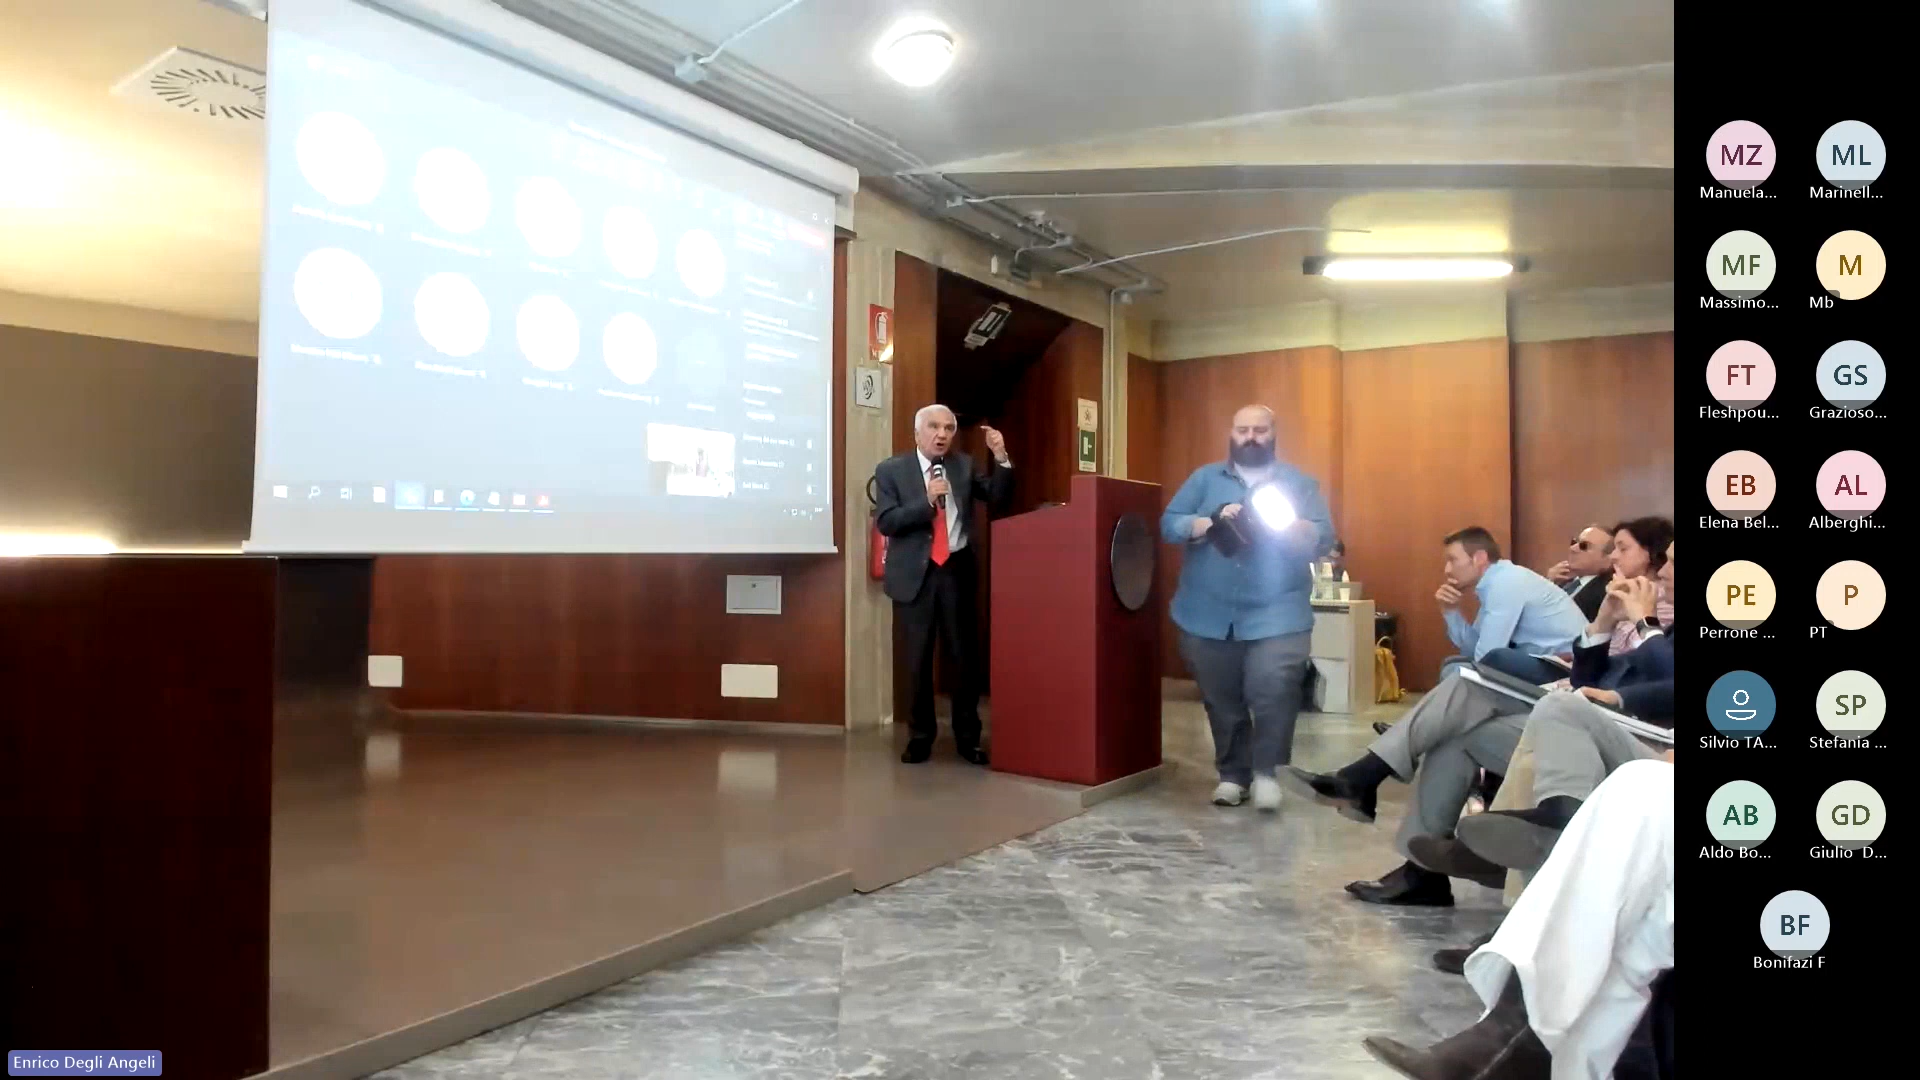 MZ ML
Manuela... Marinell...
MF M
Massimo... Mb
FT GS
Fleshpou... Grazioso...
EB AL
Elena Bel... Alberghi...
PE P
Perrone ... PT
SP
Silvio TA... Stefania ...
AB GD
Aldo Bo... Giulio D...
BF
Bonifazi F
Enrico Degli Angeli